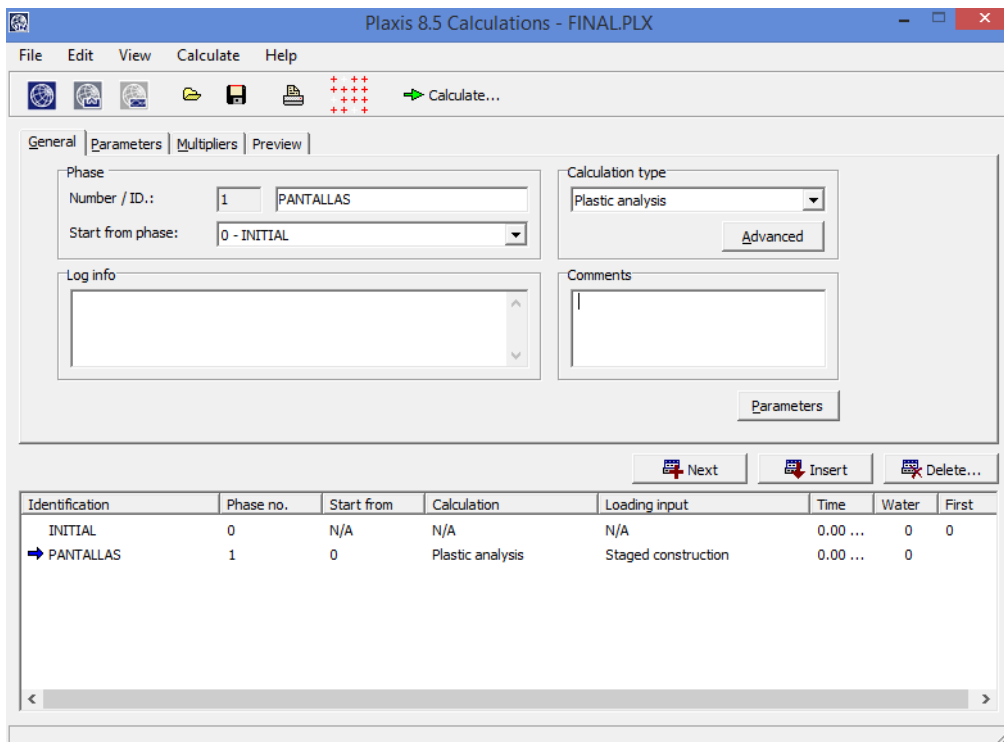 Plaxis 8.5 Calculations - FINAL.PLX
File Edit View Calculate Help
Calculate...
General Parameters Multipliers Preview
Phase
Number / ID.: 1 PANTALLAS
Start from phase: 0 - INITIAL
Calculation type
Plastic analysis
Advanced
Log info
Comments
Parameters
Next Insert Delete...
Identification Phase no. Start from Calculation Loading input Time Water First
INITIAL 0 N/A N/A N/A 0.00 ... 0 0
PANTALLAS 1 0 Plastic analysis Staged construction 0.00 ... 0